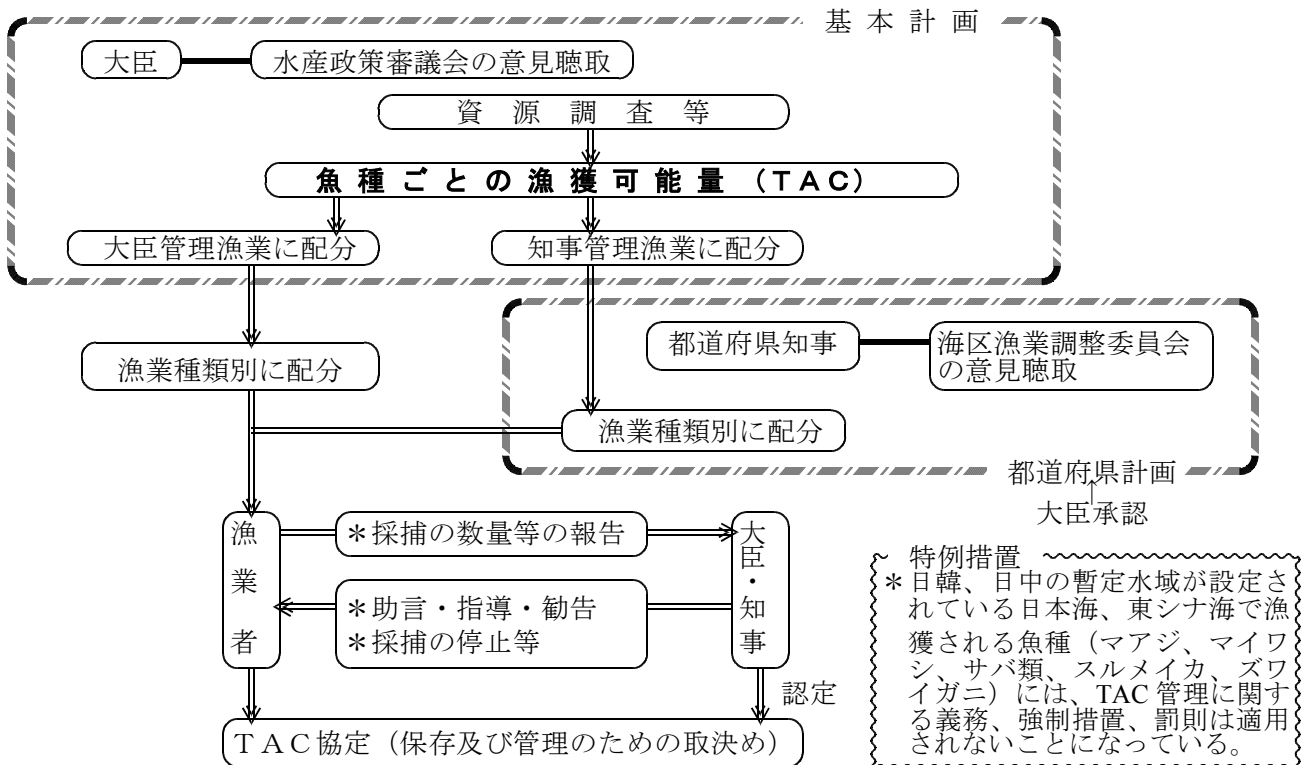 基本計画
大臣
水産政策審議会の意見聴取
資源調査等
魚種ごとの漁獲可能量（TAC）
大臣管理漁業に配分
知事管理漁業に配分
都道府県知事
海区漁業調整委員会
の意見聴取
漁業種類別に配分
漁業種類別に配分
都道府県計画
↑
大臣承認
漁業者
＊採捕の数量等の報告
大臣・知事
＊助言・指導・勧告
＊採捕の停止等
認定
ＴＡＣ協定（保存及び管理のための取決め）
特例措置
＊日韓、日中の暫定水域が設定さ
れている日本海、東シナ海で漁
獲される魚種（マアジ、マイワ
シ、サバ類、スルメイカ、ズワ
イガニ）には、TAC管理に関す
る義務、強制措置、罰則は適用
されないことになっている。